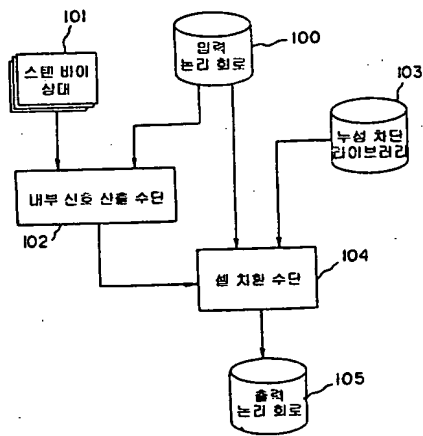 101
스텐 바이
상태
입력
논리 회로
100
103
누설 차단
라이브러리
내부 신호 산출 수단
102
셀 치환 수단
104
출력
논리 회로
105